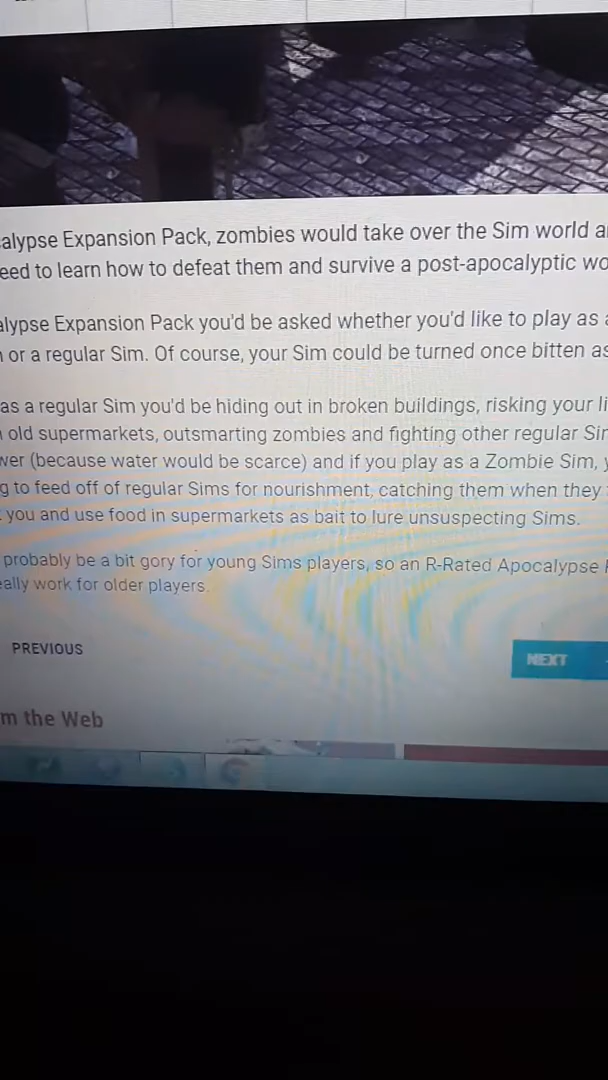 alypse Expansion Pack, zombies would take over the Sim world a
eed to learn how to defeat them and survive a post-apocalyptic wo
alypse Expansion Pack you'd be asked whether you'd like to play as a
or a regular Sim. Of course, your Sim could be turned once bitten as
as a regular Sim you'd be hiding out in broken buildings, risking your li
old supermarkets, outsmarting zombies and fighting other regular Sim
wer (because water would be scarce) and if you play as a Zombie Sim, y
g to feed off of regular Sims for nourishment, catching them when they
you and use food in supermarkets as bait to lure unsuspecting Sims.
probably be a bit gory for young Sims players, so an R-Rated Apocalypse
eally work for older players.
PREVIOUS
NEXT
m the Web